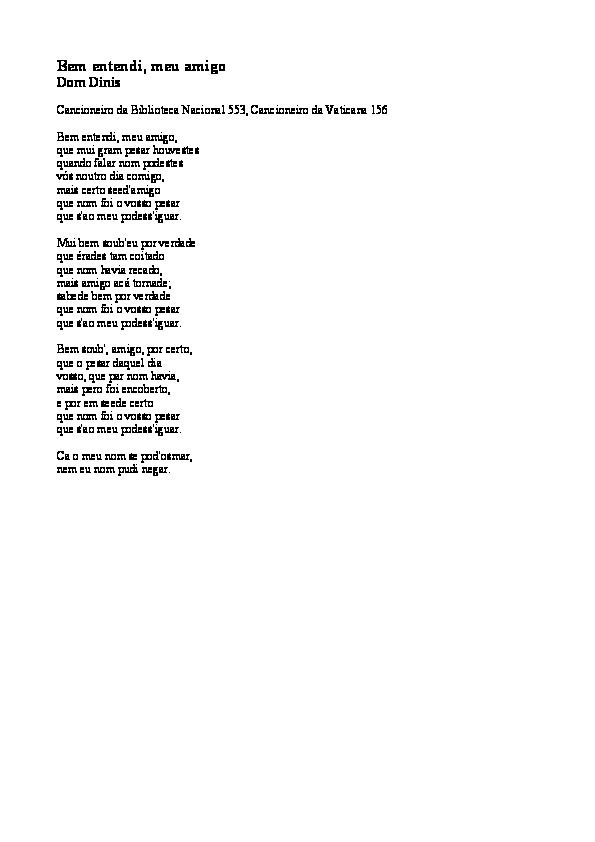 Bem entendi, meu amigo
Dom Dinis
Cancioneiro da Biblioteca Nacional 553, Cancioneiro da Vaticana 156
Bem entendi, meu amigo,
que mui gram pesar houvestes
quando falar nom podestes
vós noutro dia comigo,
mais certo seed'amigo
que nom foi o vosso pesar
que s'ao meu podess'iguar.
Mui bem soub'eu por verdade
que érades tam coitado
que nom havia recado,
mais amigo acá tornade;
sabede bem por verdade
que nom foi o vosso pesar
que s'ao meu podess'iguar.
Bem soub', amigo, por certo,
que o pesar daquel dia
vosso, que par nom havia,
mais pero foi encoberto,
e por em seede certo
que nom foi o vosso pesar
que s'ao meu podess'iguar.
Ca o meu nom se pod'osmar,
nem eu nom pudi negar.